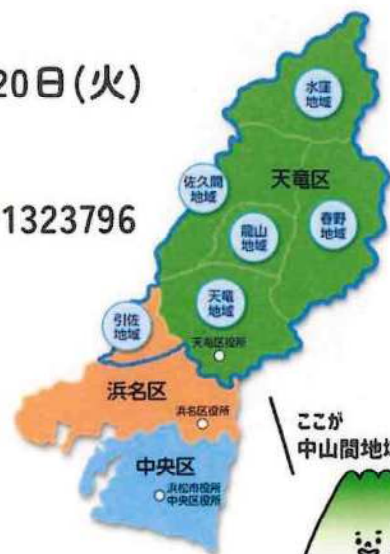 20日(火)
1323796
水窪
地域
佐久間
地域
天竜区
春野
地域
龍山
地域
天竜
地域
引佐
地域
天竜区役所
浜名区
浜名区役所
中央区
浜松市役所
中央区役所
ここが
中山間地域